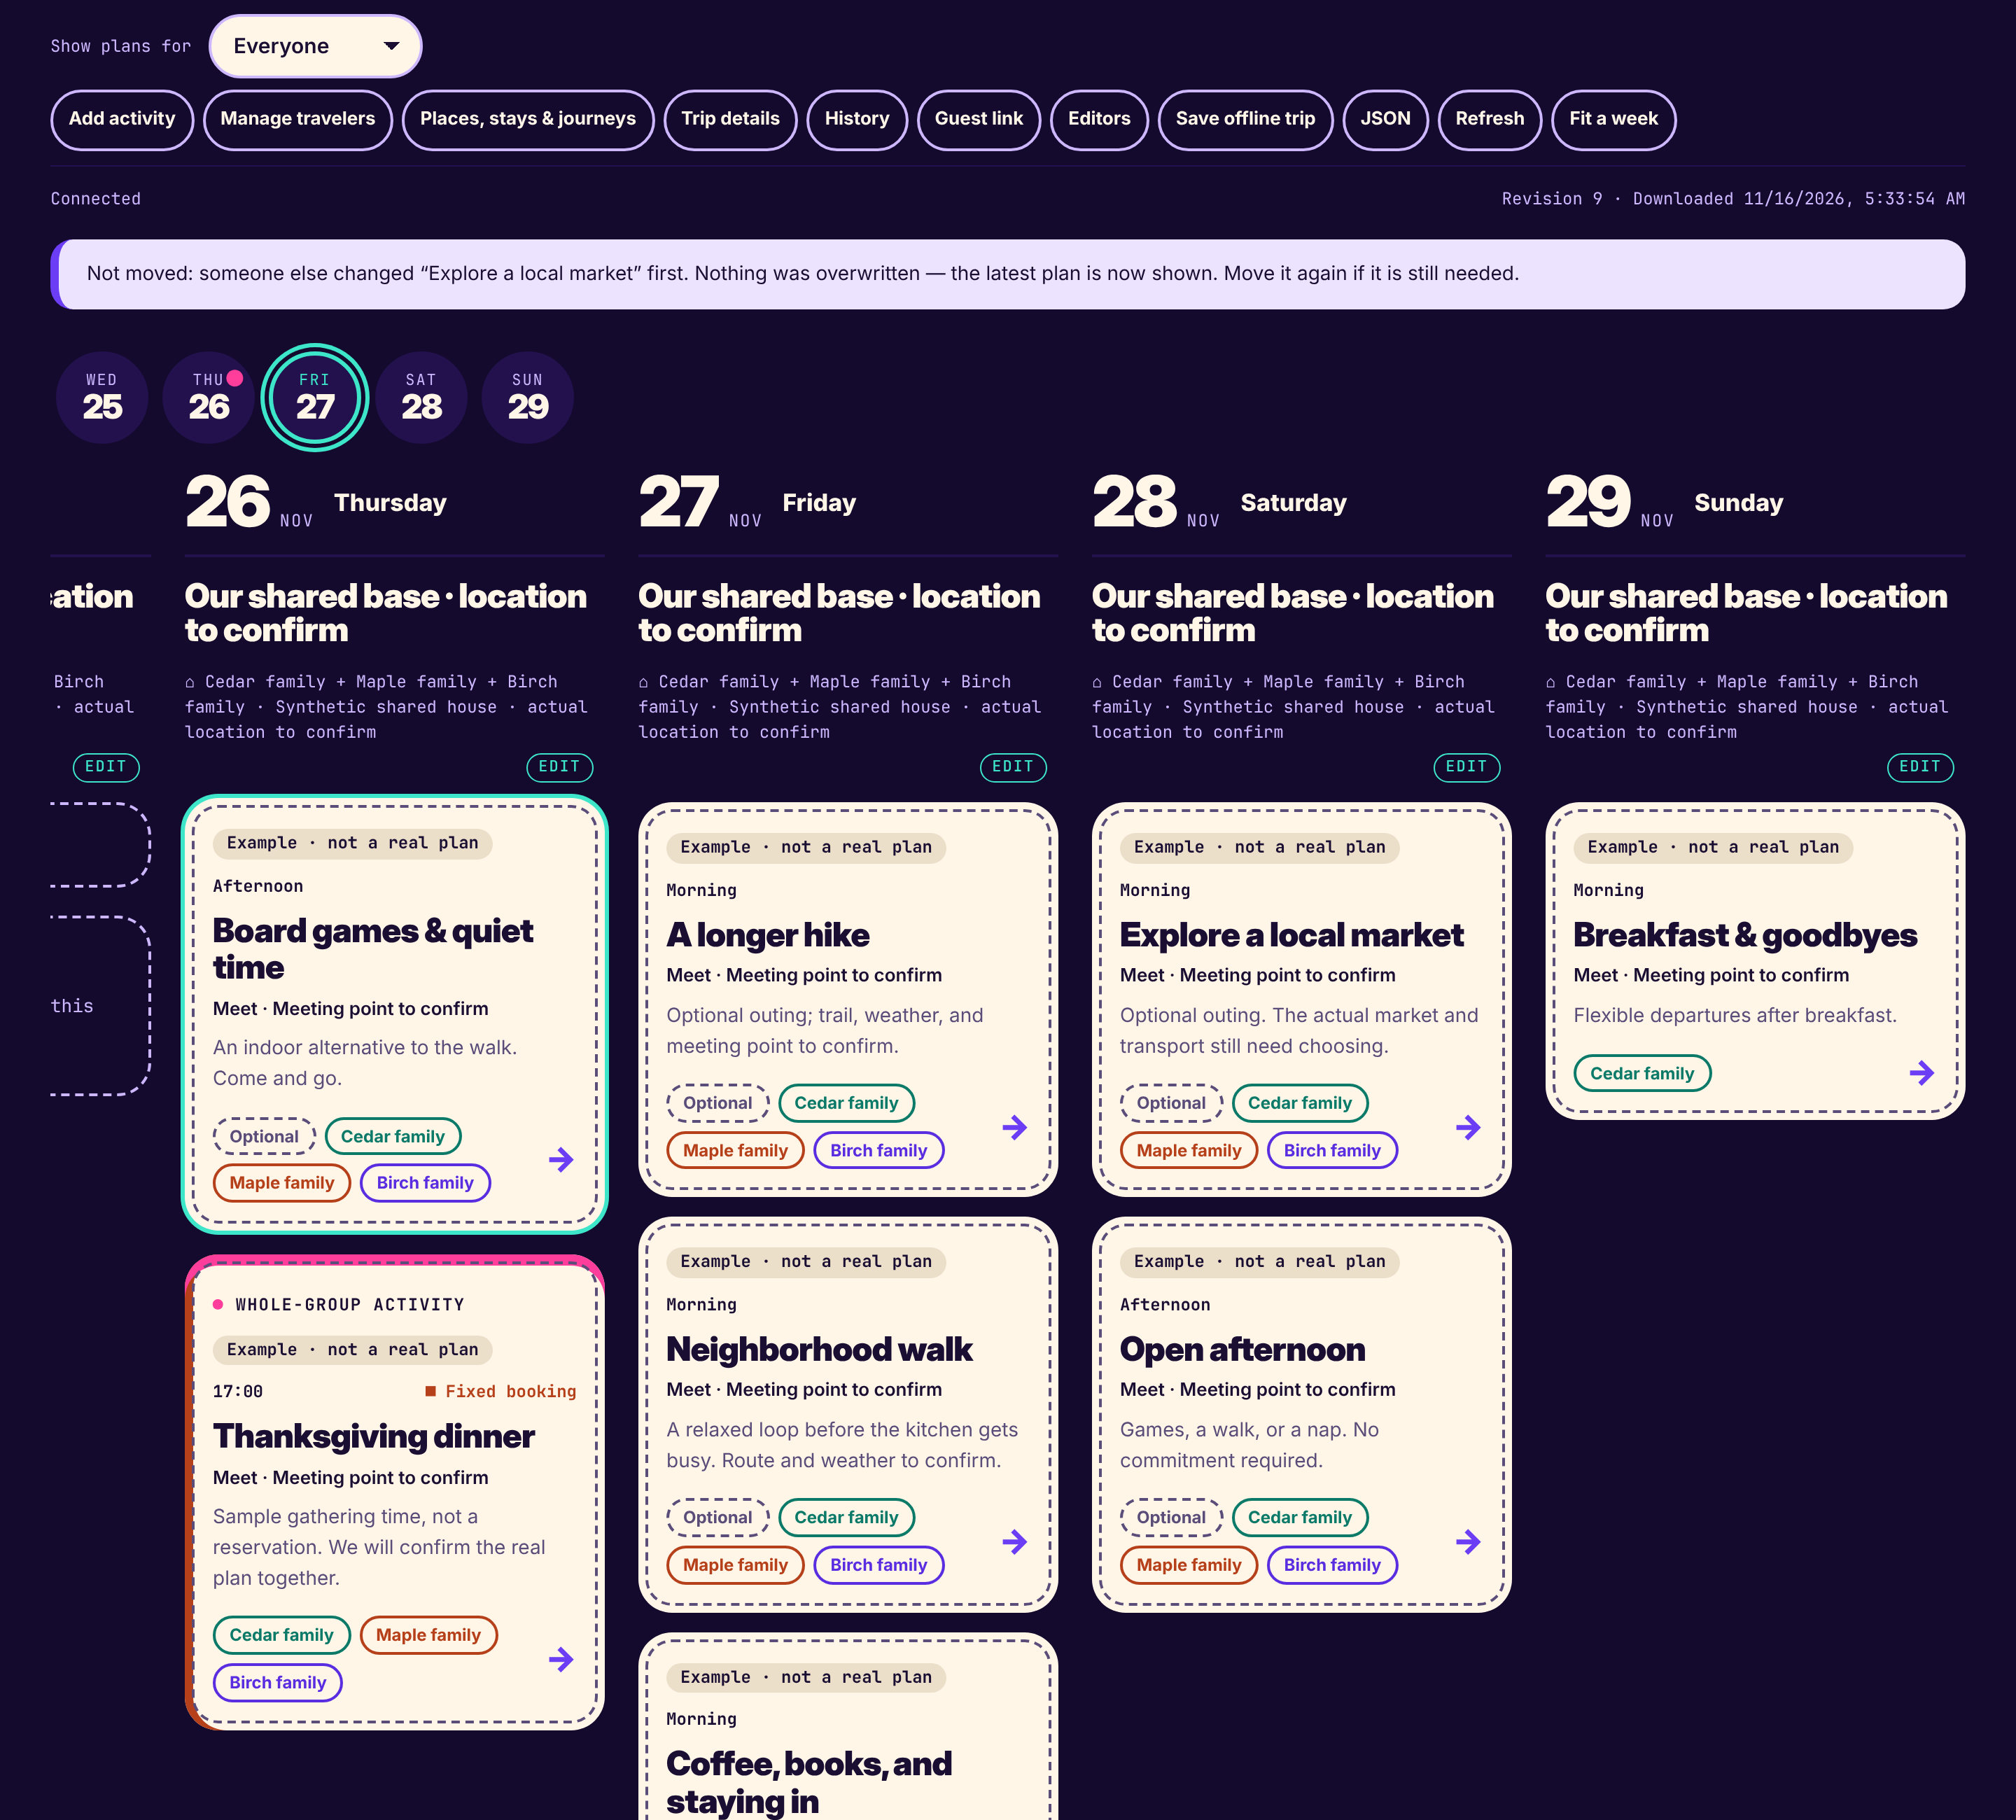 Show plans for
Everyone
Add activity
Manage travelers
Places, stays & journeys
Trip details
History
Guest link
Editors
Save offline trip
JSON
Refresh
Fit a week
Connected
Revision 9 · Downloaded 11/16/2026, 5:33:54 AM
Not moved: someone else changed “Explore a local market” first. Nothing was overwritten — the latest plan is now shown. Move it again if it is still needed.
WED
25
THU
26
FRI
27
SAT
28
SUN
29
Birch
· actual
EDIT
this
26 NOV Thursday
Our shared base · location
to confirm
⌂ Cedar family + Maple family + Birch
family · Synthetic shared house · actual
location to confirm
EDIT
Example · not a real plan
Afternoon
Board games & quiet
time
Meet · Meeting point to confirm
An indoor alternative to the walk.
Come and go.
Optional
Cedar family
Maple family
Birch family
WHOLE-GROUP ACTIVITY
Example · not a real plan
17:00
Fixed booking
Thanksgiving dinner
Meet · Meeting point to confirm
Sample gathering time, not a
reservation. We will confirm the real
plan together.
Cedar family
Maple family
Birch family
27 NOV Friday
Our shared base · location
to confirm
⌂ Cedar family + Maple family + Birch
family · Synthetic shared house · actual
location to confirm
EDIT
Example · not a real plan
Morning
A longer hike
Meet · Meeting point to confirm
Optional outing; trail, weather, and
meeting point to confirm.
Optional
Cedar family
Maple family
Birch family
Example · not a real plan
Morning
Neighborhood walk
Meet · Meeting point to confirm
A relaxed loop before the kitchen gets
busy. Route and weather to confirm.
Optional
Cedar family
Maple family
Birch family
Example · not a real plan
Morning
Coffee, books, and
staying in
28 NOV Saturday
Our shared base · location
to confirm
⌂ Cedar family + Maple family + Birch
family · Synthetic shared house · actual
location to confirm
EDIT
Example · not a real plan
Morning
Explore a local market
Meet · Meeting point to confirm
Optional outing. The actual market and
transport still need choosing.
Optional
Cedar family
Maple family
Birch family
Example · not a real plan
Afternoon
Open afternoon
Meet · Meeting point to confirm
Games, a walk, or a nap. No
commitment required.
Optional
Cedar family
Maple family
Birch family
29 NOV Sunday
Our shared base · location
to confirm
⌂ Cedar family + Maple family + Birch
family · Synthetic shared house · actual
location to confirm
EDIT
Example · not a real plan
Morning
Breakfast & goodbyes
Meet · Meeting point to confirm
Flexible departures after breakfast.
Cedar family